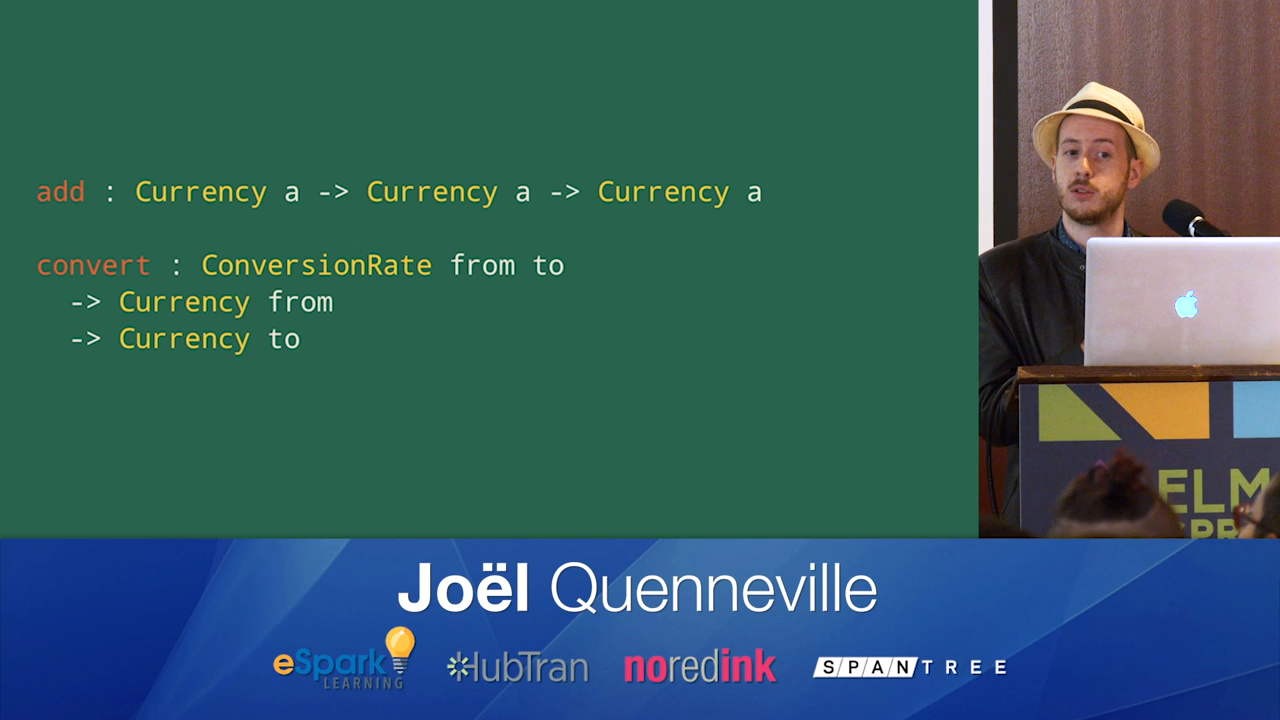 add : Currency a -> Currency a -> Currency a
convert : ConversionRate from to
-> Currency from
-> Currency to
ELM
Joël Quenneville
eSpark
LEARNING
HubTran
noredink
SPANTREE